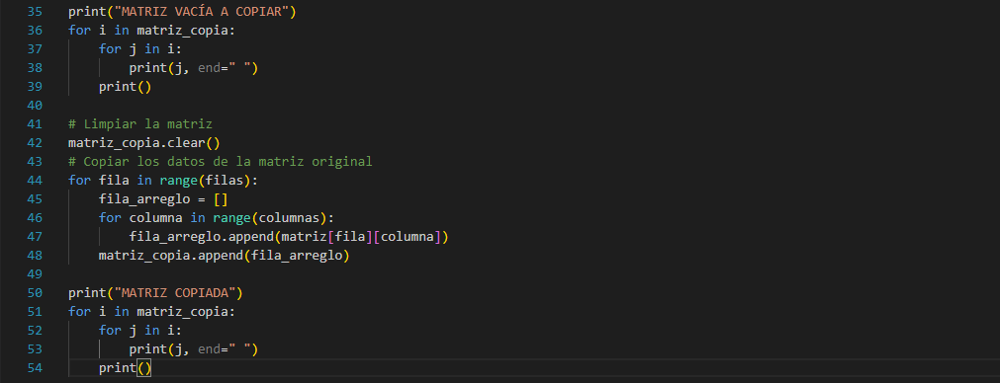 35 print("MATRIZ VACÍA A COPIAR")
36 for i in matriz_copia:
37     for j in i:
38         print(j, end=" ")
39     print()
40
41 # Limpiar la matriz
42 matriz_copia.clear()
43 # Copiar los datos de la matriz original
44 for fila in range(filas):
45     fila_arreglo = []
46     for columna in range(columnas):
47         fila_arreglo.append(matriz[fila][columna])
48     matriz_copia.append(fila_arreglo)
49
50 print("MATRIZ COPIADA")
51 for i in matriz_copia:
52     for j in i:
53         print(j, end=" ")
54     print()